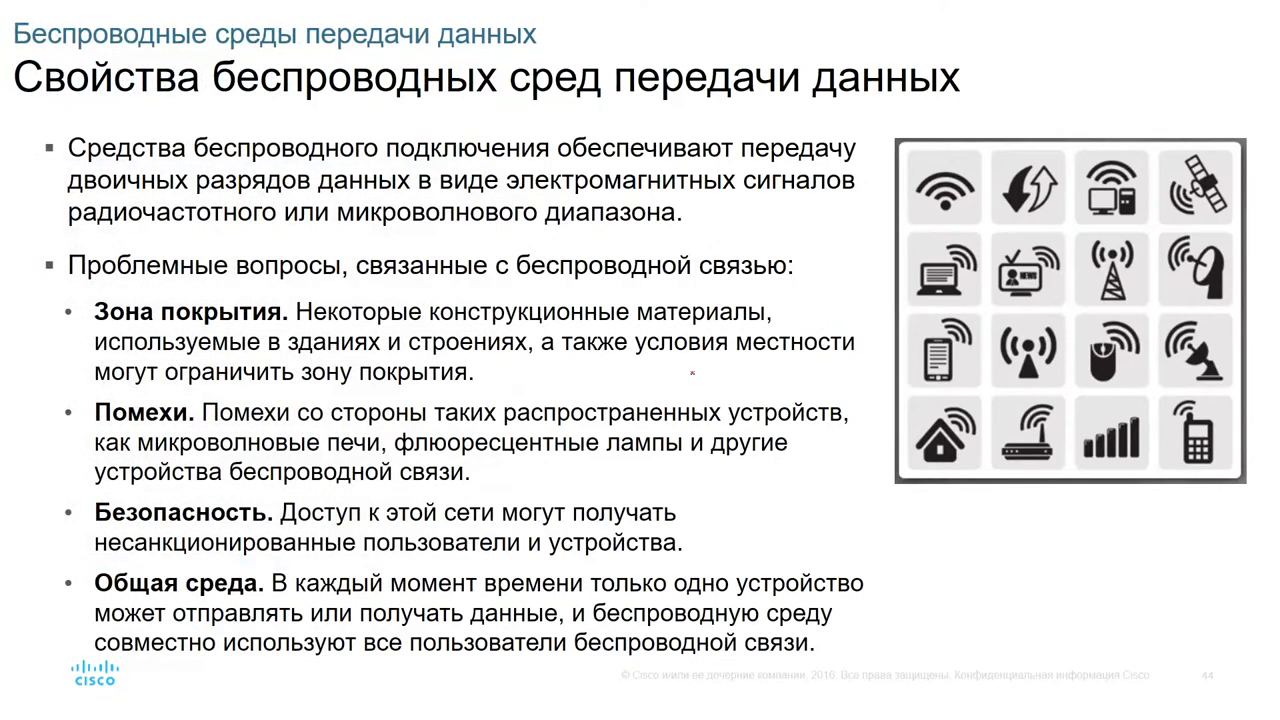 Беспроводные среды передачи данных
Свойства беспроводных сред передачи данных
▪ Средства беспроводного подключения обеспечивают передачу
двоичных разрядов данных в виде электромагнитных сигналов
радиочастотного или микроволнового диапазона.
▪ Проблемные вопросы, связанные с беспроводной связью:
• Зона покрытия. Некоторые конструкционные материалы,
используемые в зданиях и строениях, а также условия местности
могут ограничить зону покрытия.
• Помехи. Помехи со стороны таких распространенных устройств,
как микроволновые печи, флюоресцентные лампы и другие
устройства беспроводной связи.
• Безопасность. Доступ к этой сети могут получать
несанкционированные пользователи и устройства.
• Общая среда. В каждый момент времени только одно устройство
может отправлять или получать данные, и беспроводную среду
совместно используют все пользователи беспроводной связи.
NEWS
CISCO
© Cisco и/или ее дочерние компании, 2016. Все права защищены. Конфиденциальная информация Cisco
44